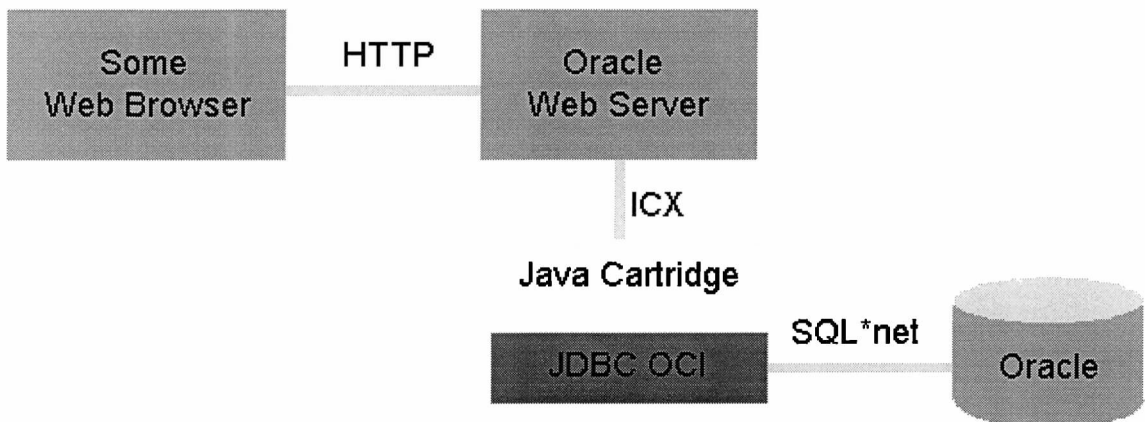 Some
Web Browser
HTTP
Oracle
Web Server
ICX
Java Cartridge
JDBC OCI
SQL*net
Oracle